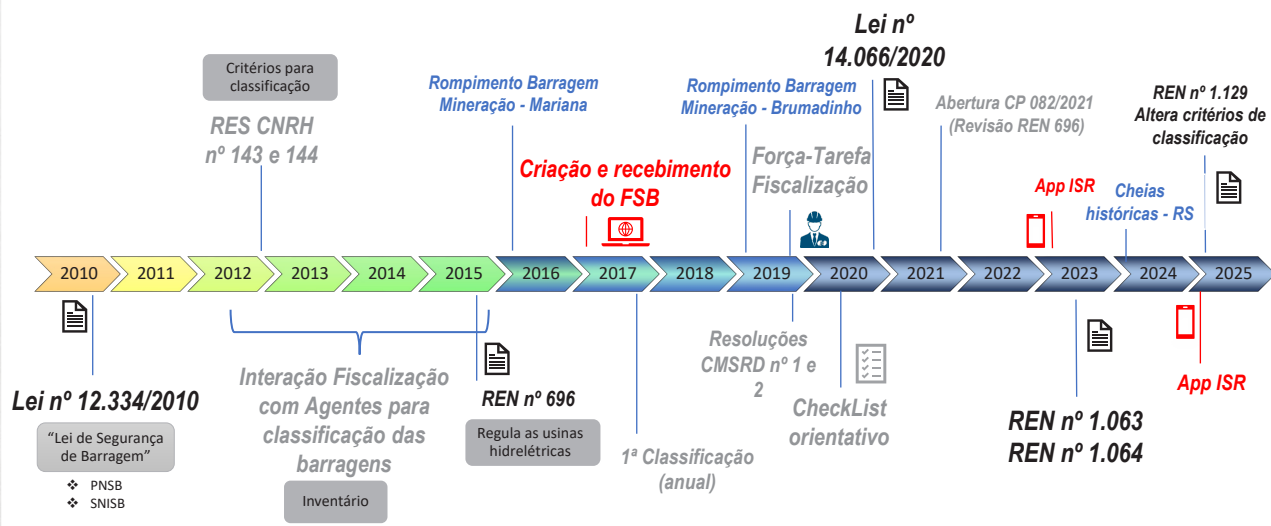 Lei nº
14.066/2020
Critérios para
classificação
RES CNRH
nº 143 e 144
Rompimento Barragem
Mineração - Mariana
Criação e recebimento
do FSB
Rompimento Barragem
Mineração - Brumadinho
Força-Tarefa
Fiscalização
Abertura CP 082/2021
(Revisão REN 696)
App ISR
Cheias
históricas - RS
REN nº 1.129
Altera critérios de
classificação
2010 2011 2012 2013 2014 2015 2016 2017 2018 2019 2020 2021 2022 2023 2024 2025
Lei nº 12.334/2010
"Lei de Segurança
de Barragem"
❖ PNSB
❖ SNISB
Interação Fiscalização
com Agentes para
classificação das
barragens
Inventário
REN nº 696
Regula as usinas
hidrelétricas
1ª Classificação
(anual)
Resoluções
CMSRD nº 1 e
2
CheckList
orientativo
REN nº 1.063
REN nº 1.064
App ISR